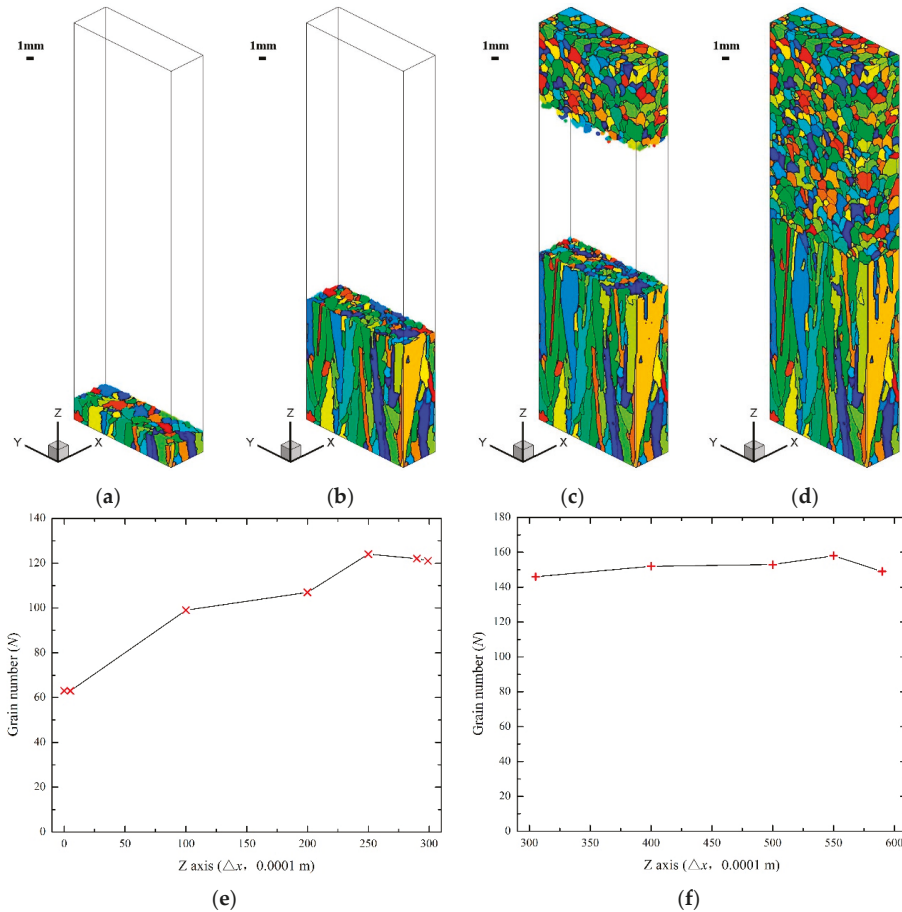 1mm 1mm 1mm 1mm
Z Z Z Z
Y X Y X Y X Y X
(a) (b) (c) (d)
140
120
100
80
60
40
20
0
Grain number (N)
0 50 100 150 200 250 300
Z axis (△x, 0.0001 m)
(e)
180
160
140
120
100
80
60
40
20
0
Grain number (N)
300 350 400 450 500 550 600
Z axis (△x, 0.0001 m)
(f)